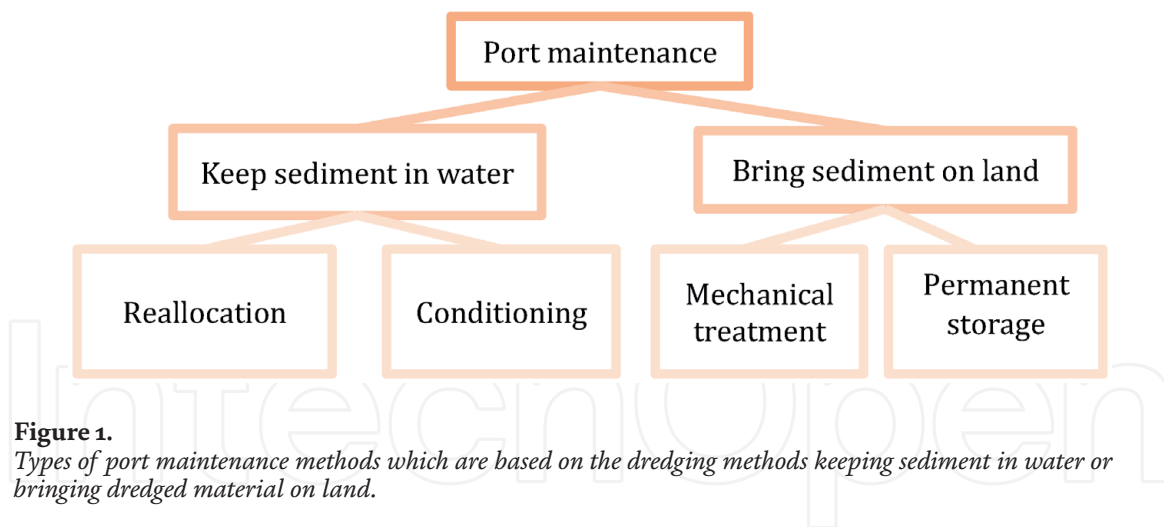 Port maintenance
Keep sediment in water
Bring sediment on land
Reallocation
Conditioning
Mechanical
treatment
Permanent
storage
Figure 1.
Types of port maintenance methods which are based on the dredging methods keeping sediment in water or
bringing dredged material on land.
IntechOpen